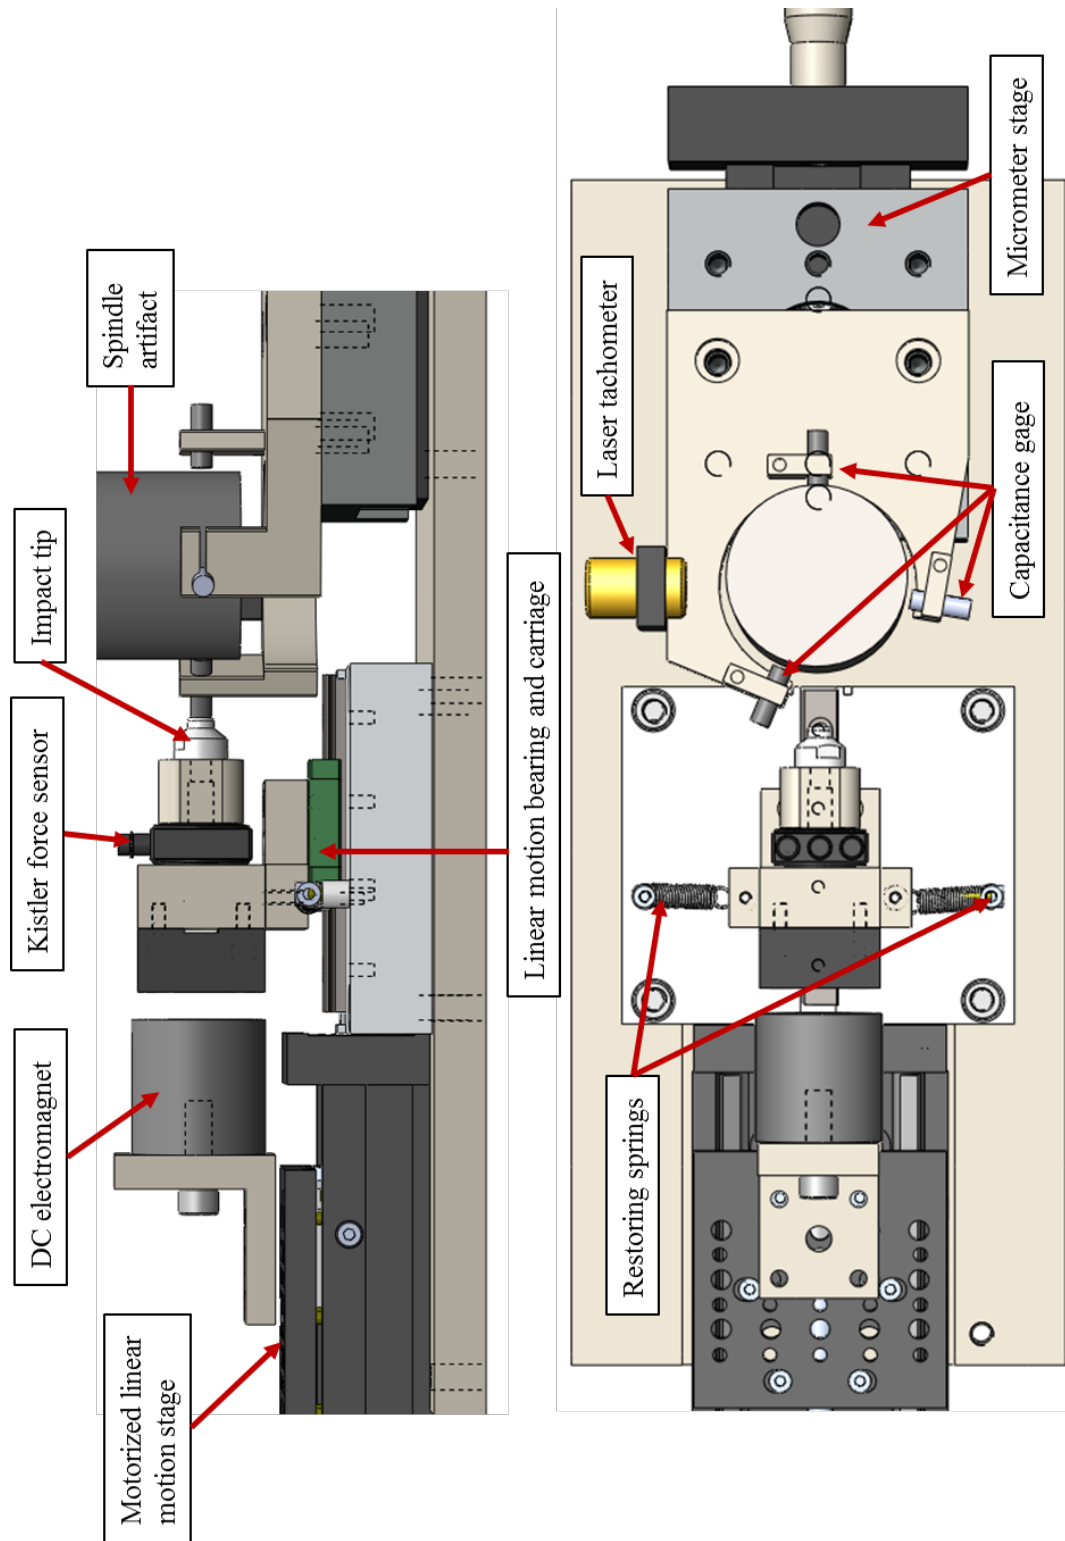 Motorized linear
motion stage
DC electromagnet
Kistler force sensor
Impact tip
Spindle
artifact
Linear motion bearing and carriage
Restoring springs
Laser tachometer
Capacitance gage
Micrometer stage